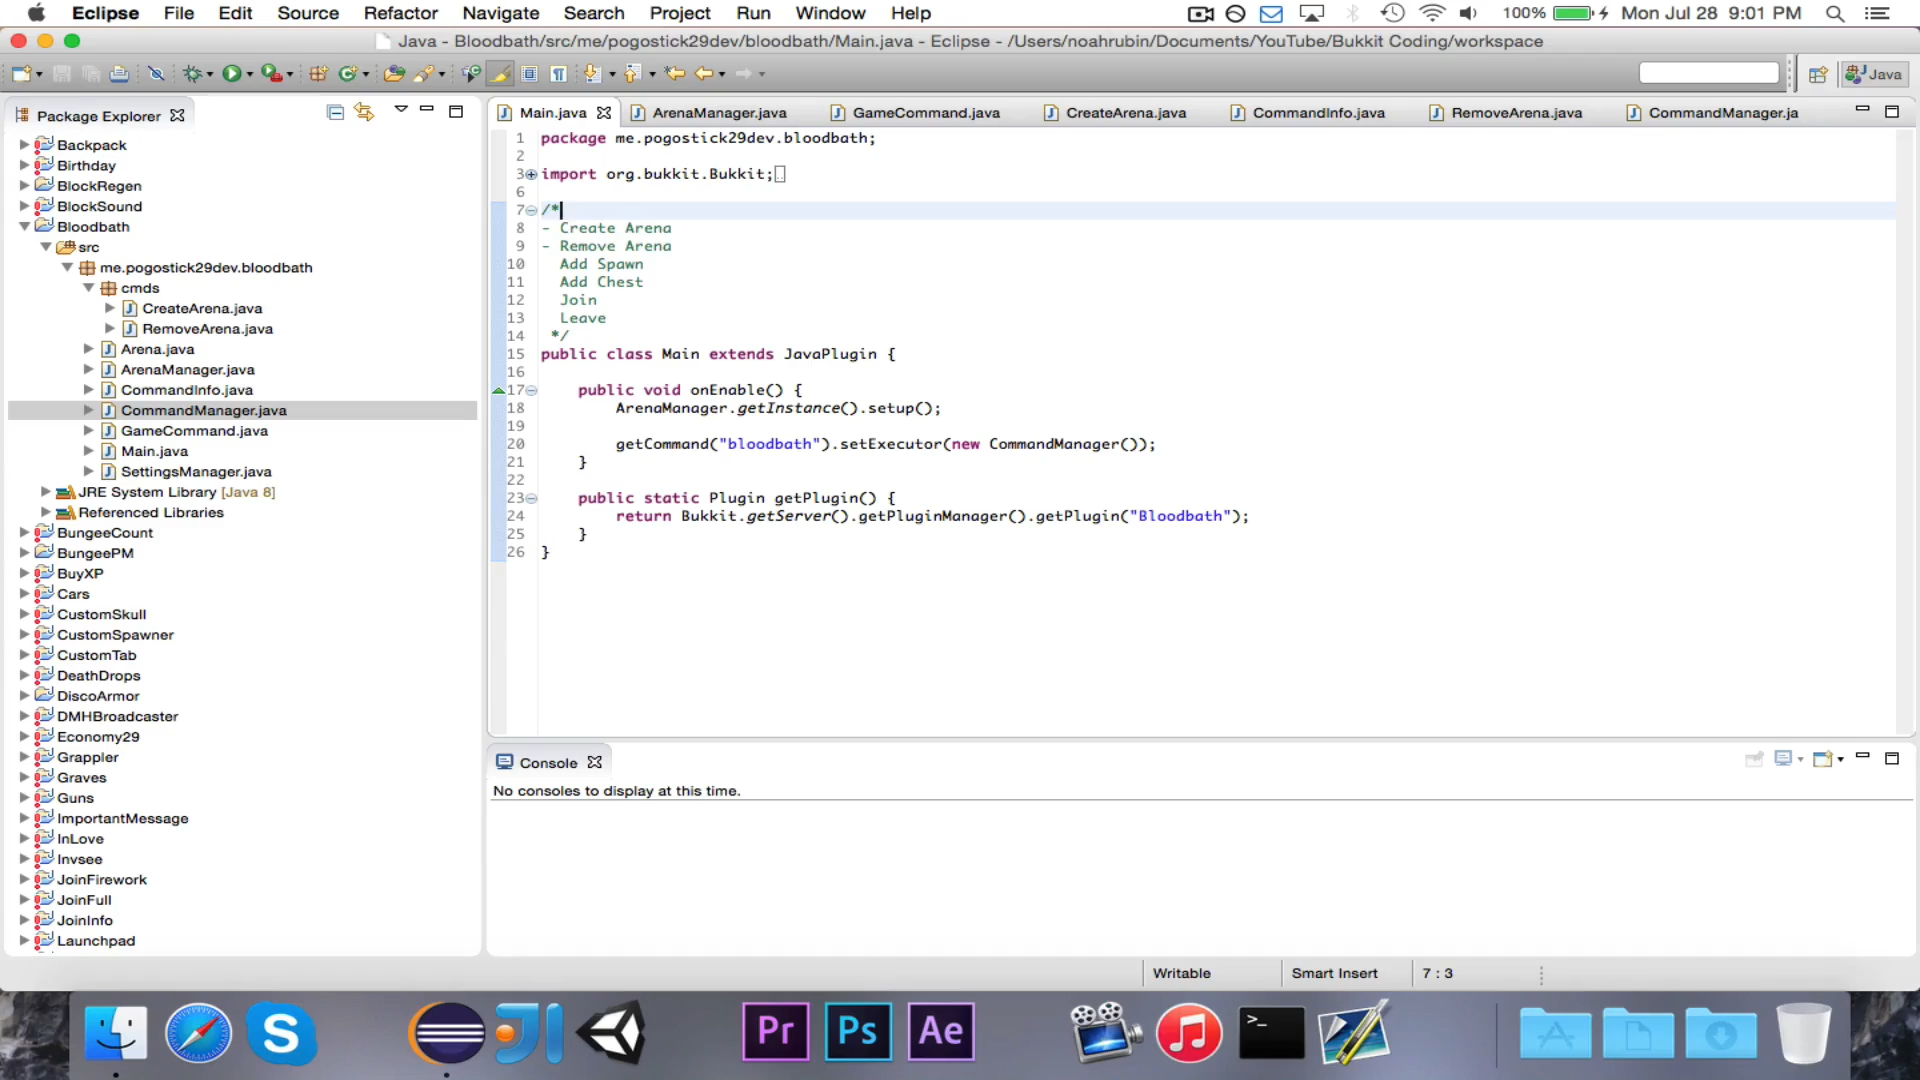 Eclipse File Edit Source Refactor Navigate Search Project Run Window Help 100% Mon Jul 28 9:01 PM
Java - Bloodbath/src/me/pogostick29dev/bloodbath/Main.java - Eclipse - /Users/noahrubin/Documents/YouTube/Bukkit Coding/workspace
Java
Package Explorer
Backpack
Birthday
BlockRegen
BlockSound
Bloodbath
src
me.pogostick29dev.bloodbath
cmds
CreateArena.java
RemoveArena.java
Arena.java
ArenaManager.java
CommandInfo.java
CommandManager.java
GameCommand.java
Main.java
SettingsManager.java
JRE System Library [Java 8]
Referenced Libraries
BungeeCount
BungeePM
BuyXP
Cars
CustomSkull
CustomSpawner
CustomTab
DeathDrops
DiscoArmor
DMHBroadcaster
Economy29
Grappler
Graves
Guns
ImportantMessage
InLove
Invsee
JoinFirework
JoinFull
JoinInfo
Launchpad
Main.java ArenaManager.java GameCommand.java CreateArena.java CommandInfo.java RemoveArena.java CommandManager.ja
1 package me.pogostick29dev.bloodbath;
2
3 import org.bukkit.Bukkit;
6
7 /*
8 - Create Arena
9 - Remove Arena
10 Add Spawn
11 Add Chest
12 Join
13 Leave
14 */
15 public class Main extends JavaPlugin {
16
17 public void onEnable() {
18 ArenaManager.getInstance().setup();
19
20 getCommand("bloodbath").setExecutor(new CommandManager());
21 }
22
23 public static Plugin getPlugin() {
24 return Bukkit.getServer().getPluginManager().getPlugin("Bloodbath");
25 }
26 }
Console
No consoles to display at this time.
Writable Smart Insert 7 : 3
Pr Ps Ae